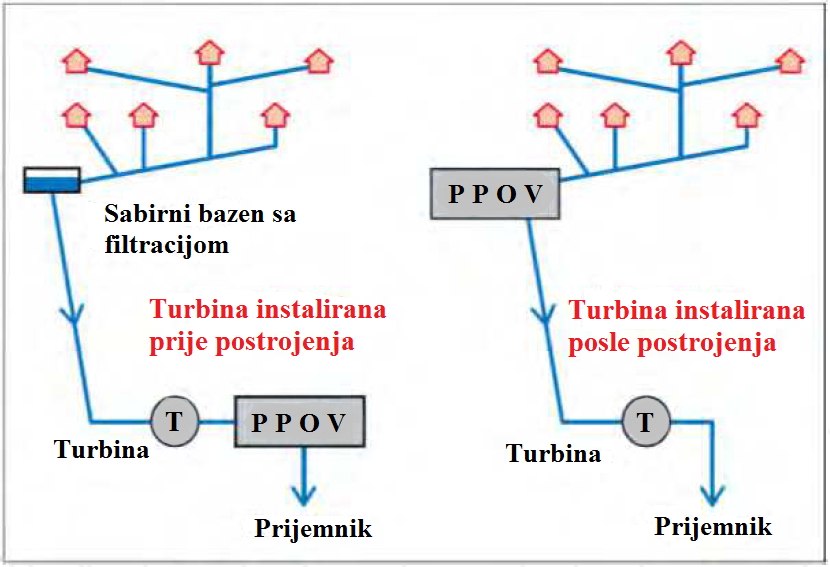 Sabirni bazen sa
filtracijom
Turbina instalirana
prije postrojenja
T
P P O V
Turbina
Prijemnik
P P O V
Turbina instalirana
posle postrojenja
T
Turbina
Prijemnik